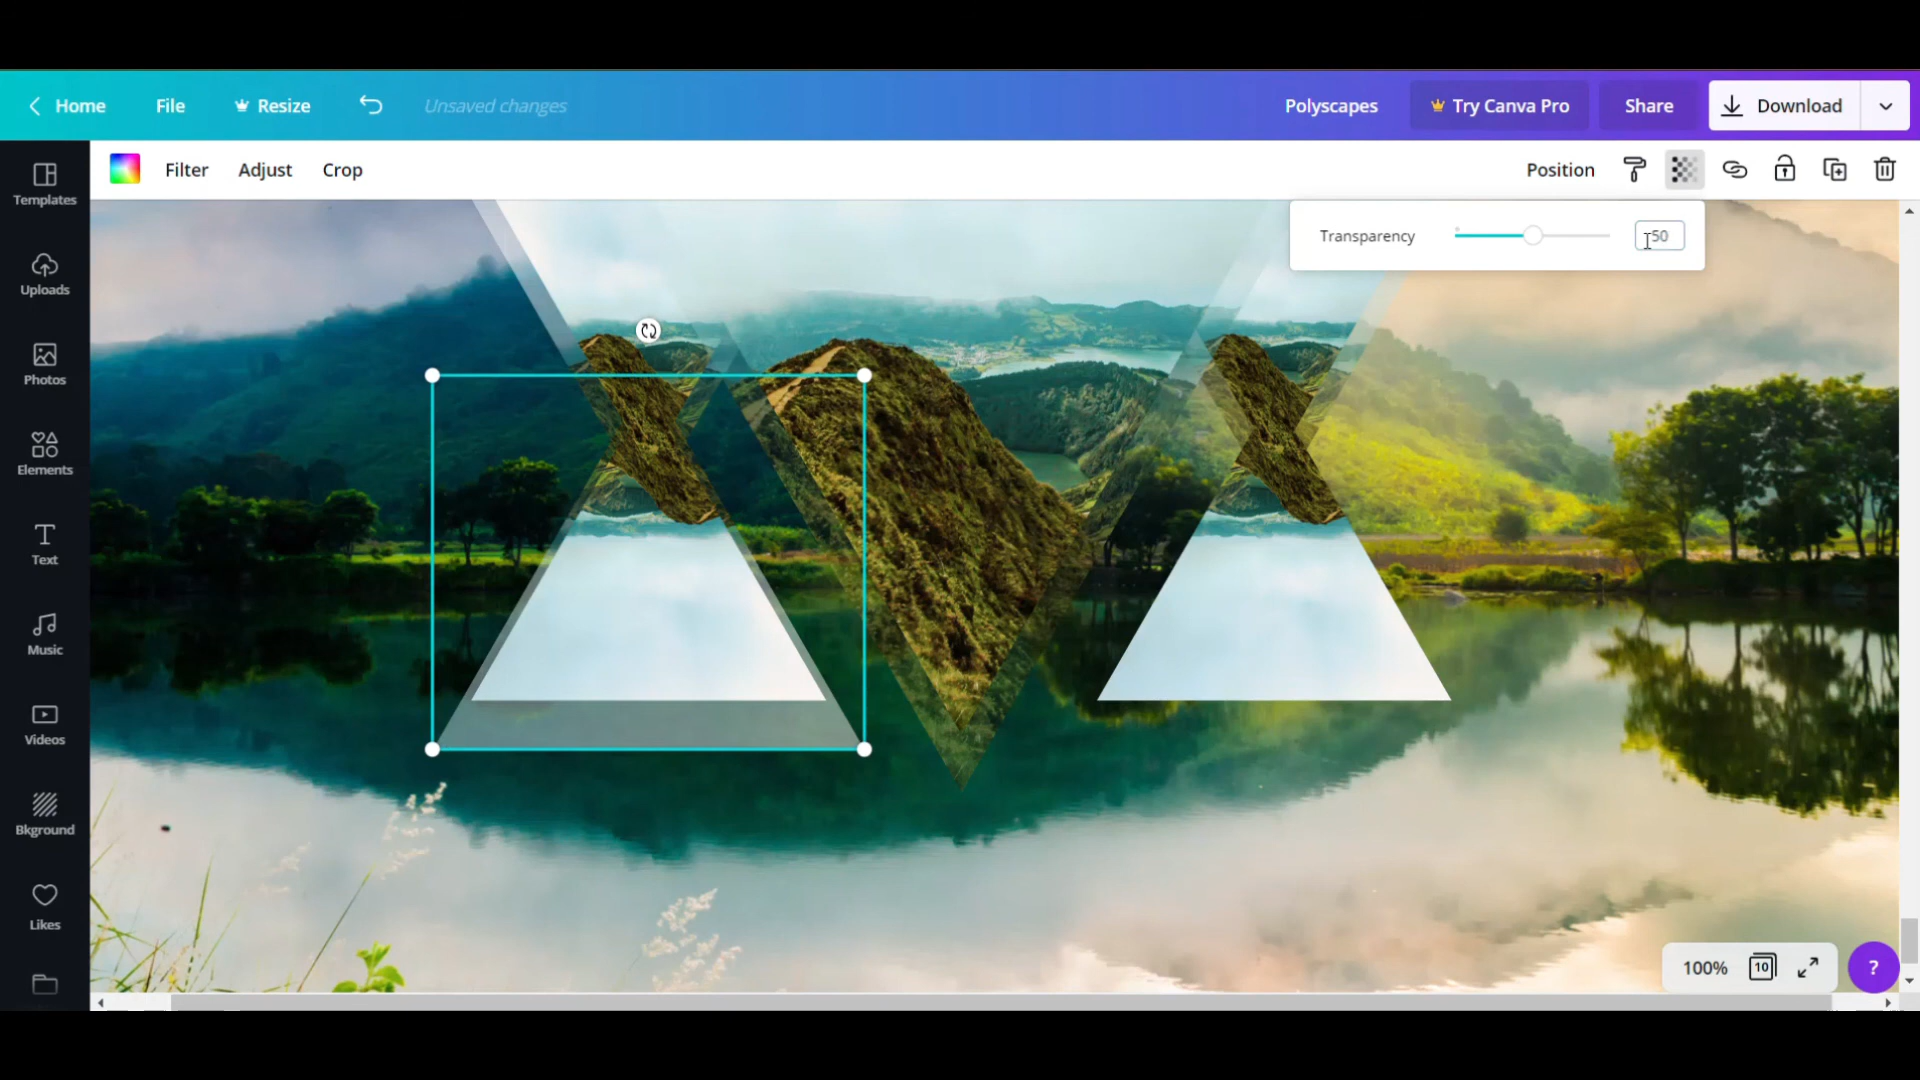 Home
File
Resize
Unsaved changes
Polyscapes
Try Canva Pro
Share
Download
Filter
Adjust
Crop
Position
Transparency
50
Templates
Uploads
Photos
Elements
Text
Music
Videos
Bkground
Likes
100%
10
?